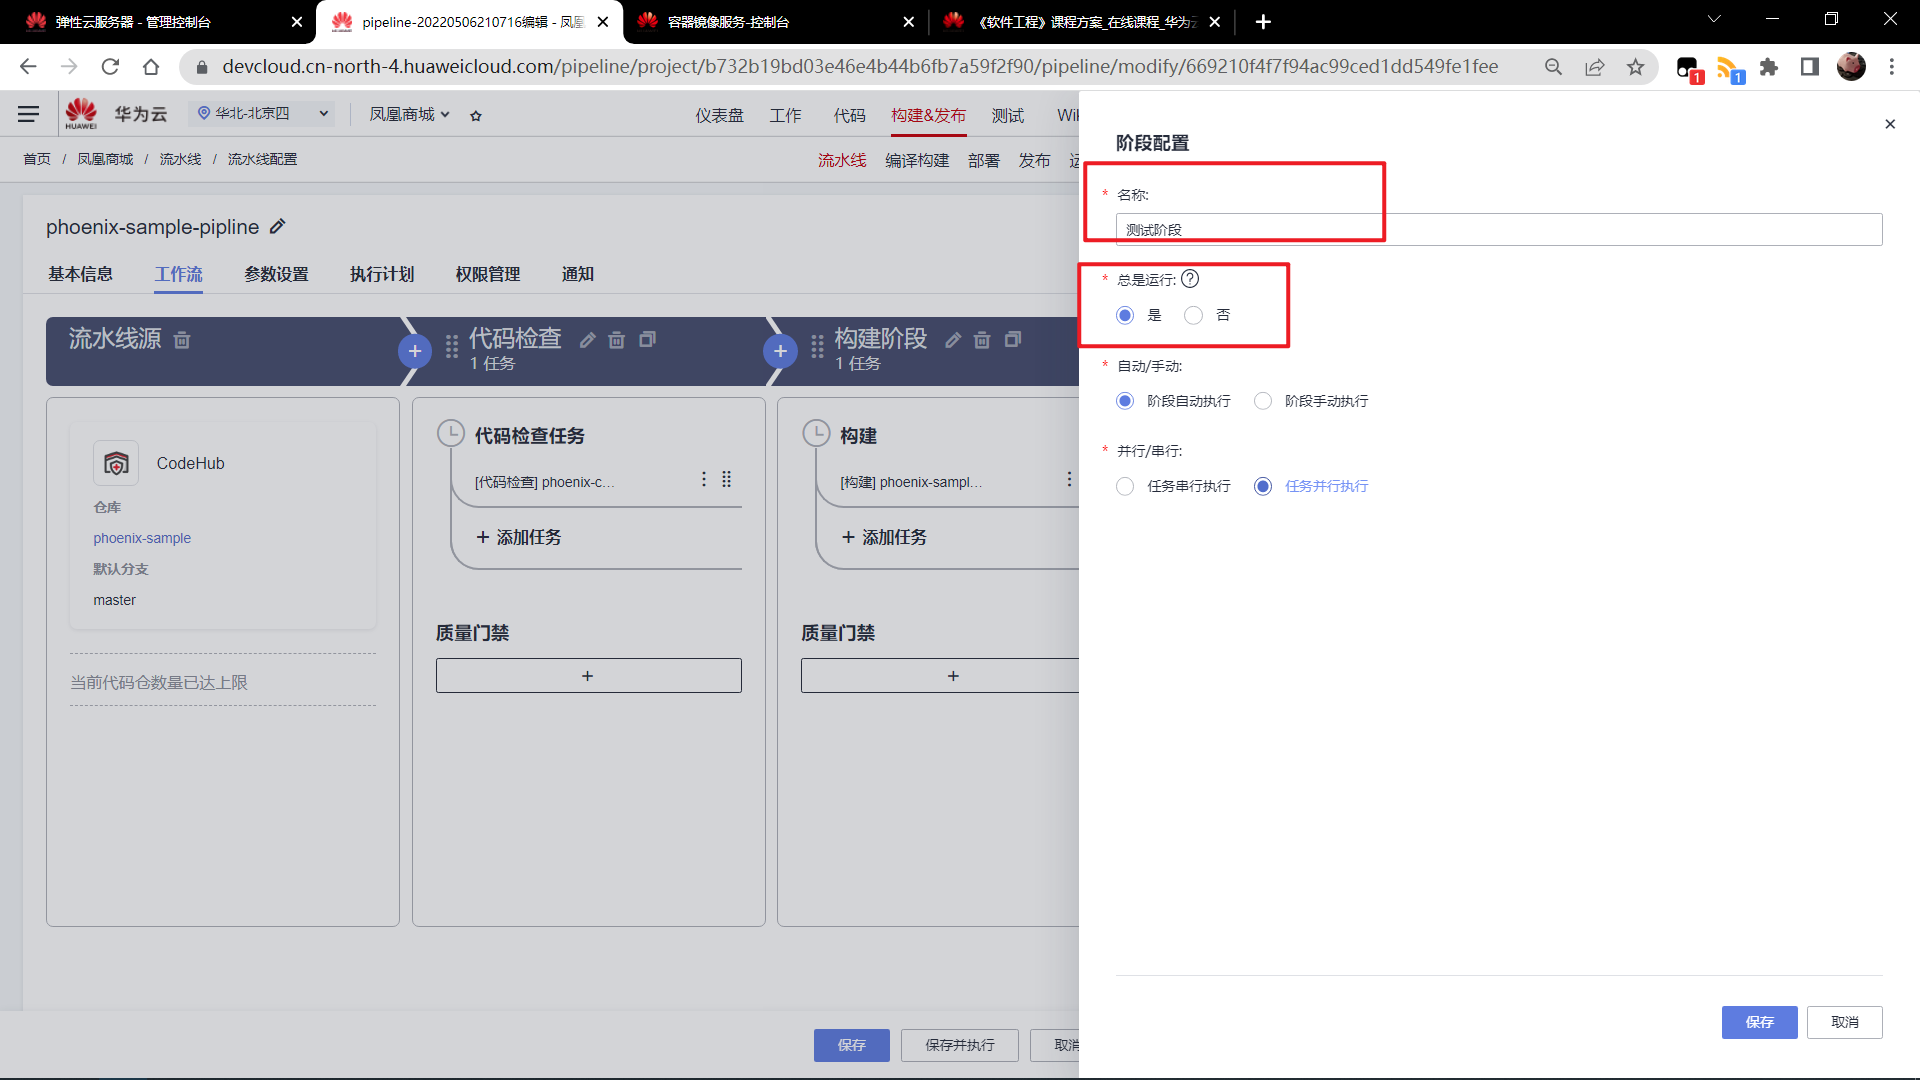 弹性云服务器 - 管理控制台
pipeline-20220506210716编辑 - 凤凰
容器镜像服务-控制台
《软件工程》课程方案_在线课程_华为云
devcloud.cn-north-4.huaweicloud.com/pipeline/project/b732b19bd03e46e4b44b6fb7a59f2f90/pipeline/modify/669210f4f7f94ac99ced1dd549fe1fee
1
1
HUAWEI
华为云
华北-北京四
凤凰商城
仪表盘
工作
代码
构建&发布
测试
Wiki
首页 / 凤凰商城 / 流水线 / 流水线配置
流水线
编译构建
部署
发布
phoenix-sample-pipline
基本信息
工作流
参数设置
执行计划
权限管理
通知
流水线源
代码检查
1 任务
构建阶段
1 任务
CodeHub
仓库
phoenix-sample
默认分支
master
当前代码仓数量已达上限
代码检查任务
[代码检查] phoenix-c...
+ 添加任务
质量门禁
+
构建
[构建] phoenix-sampl...
+ 添加任务
质量门禁
+
保存
保存并执行
取消
阶段配置
* 名称:
测试阶段
* 总是运行: ?
是
否
* 自动/手动:
阶段自动执行
阶段手动执行
* 并行/串行:
任务串行执行
任务并行执行
保存
取消